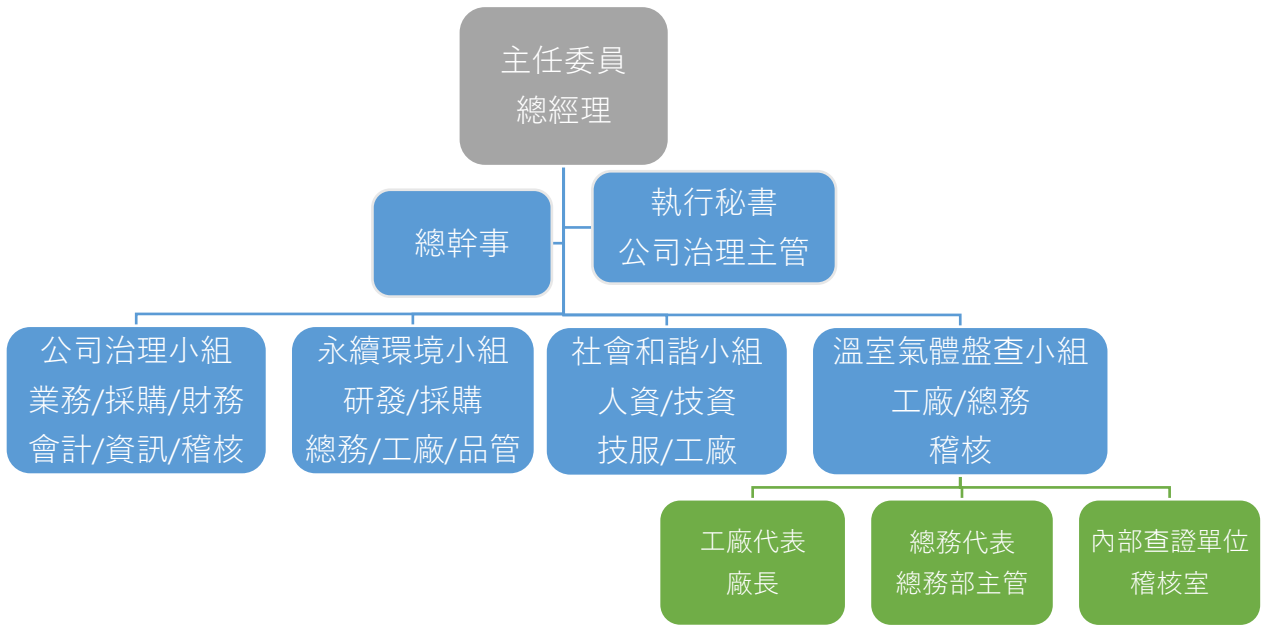 主任委員
總經理
總幹事
執行秘書
公司治理主管
公司治理小組
業務/採購/財務
會計/資訊/稽核
永續環境小組
研發/採購
總務/工廠/品管
社會和諧小組
人資/技資
技服/工廠
溫室氣體盤查小組
工廠/總務
稽核
工廠代表
廠長
總務代表
總務部主管
內部查證單位
稽核室